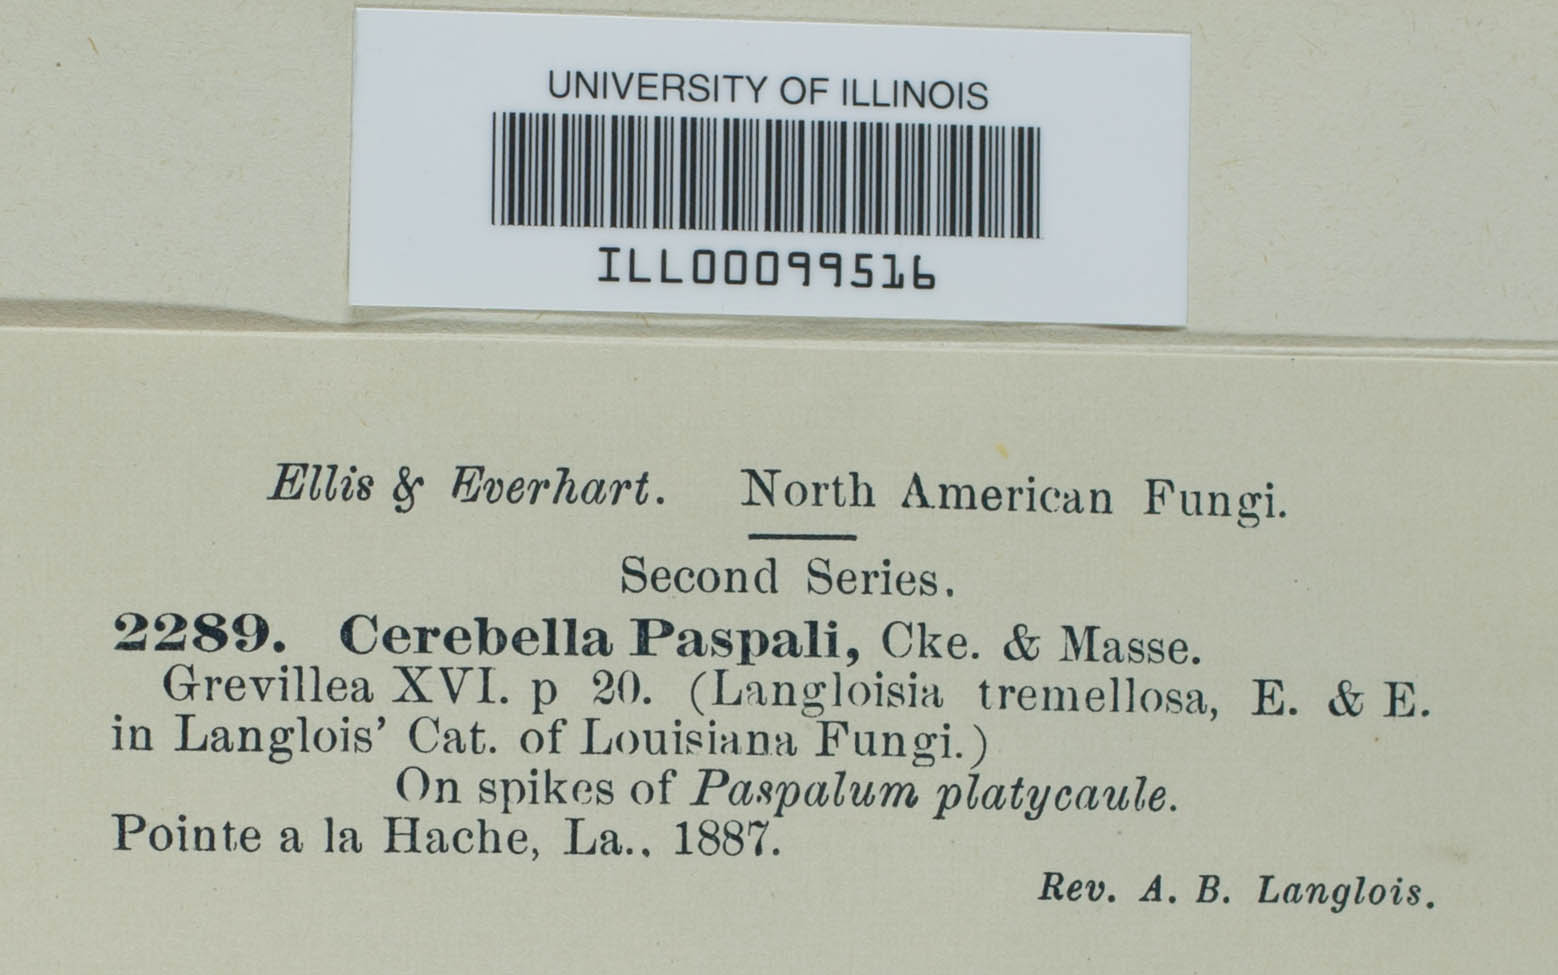 UNIVERSITY OF ILLINOIS
ILL00099516
Ellis & Everhart. North American Fungi.
Second Series.
2289. Cerebella Paspali, Cke. & Masse.
Grevillea XVI. p 20. (Langloisia tremellosa, E. & E.
in Langlois' Cat. of Louisiana Fungi.)
On spikes of Paspalum platycaule.
Pointe a la Hache, La., 1887.
Rev. A. B. Langlois.